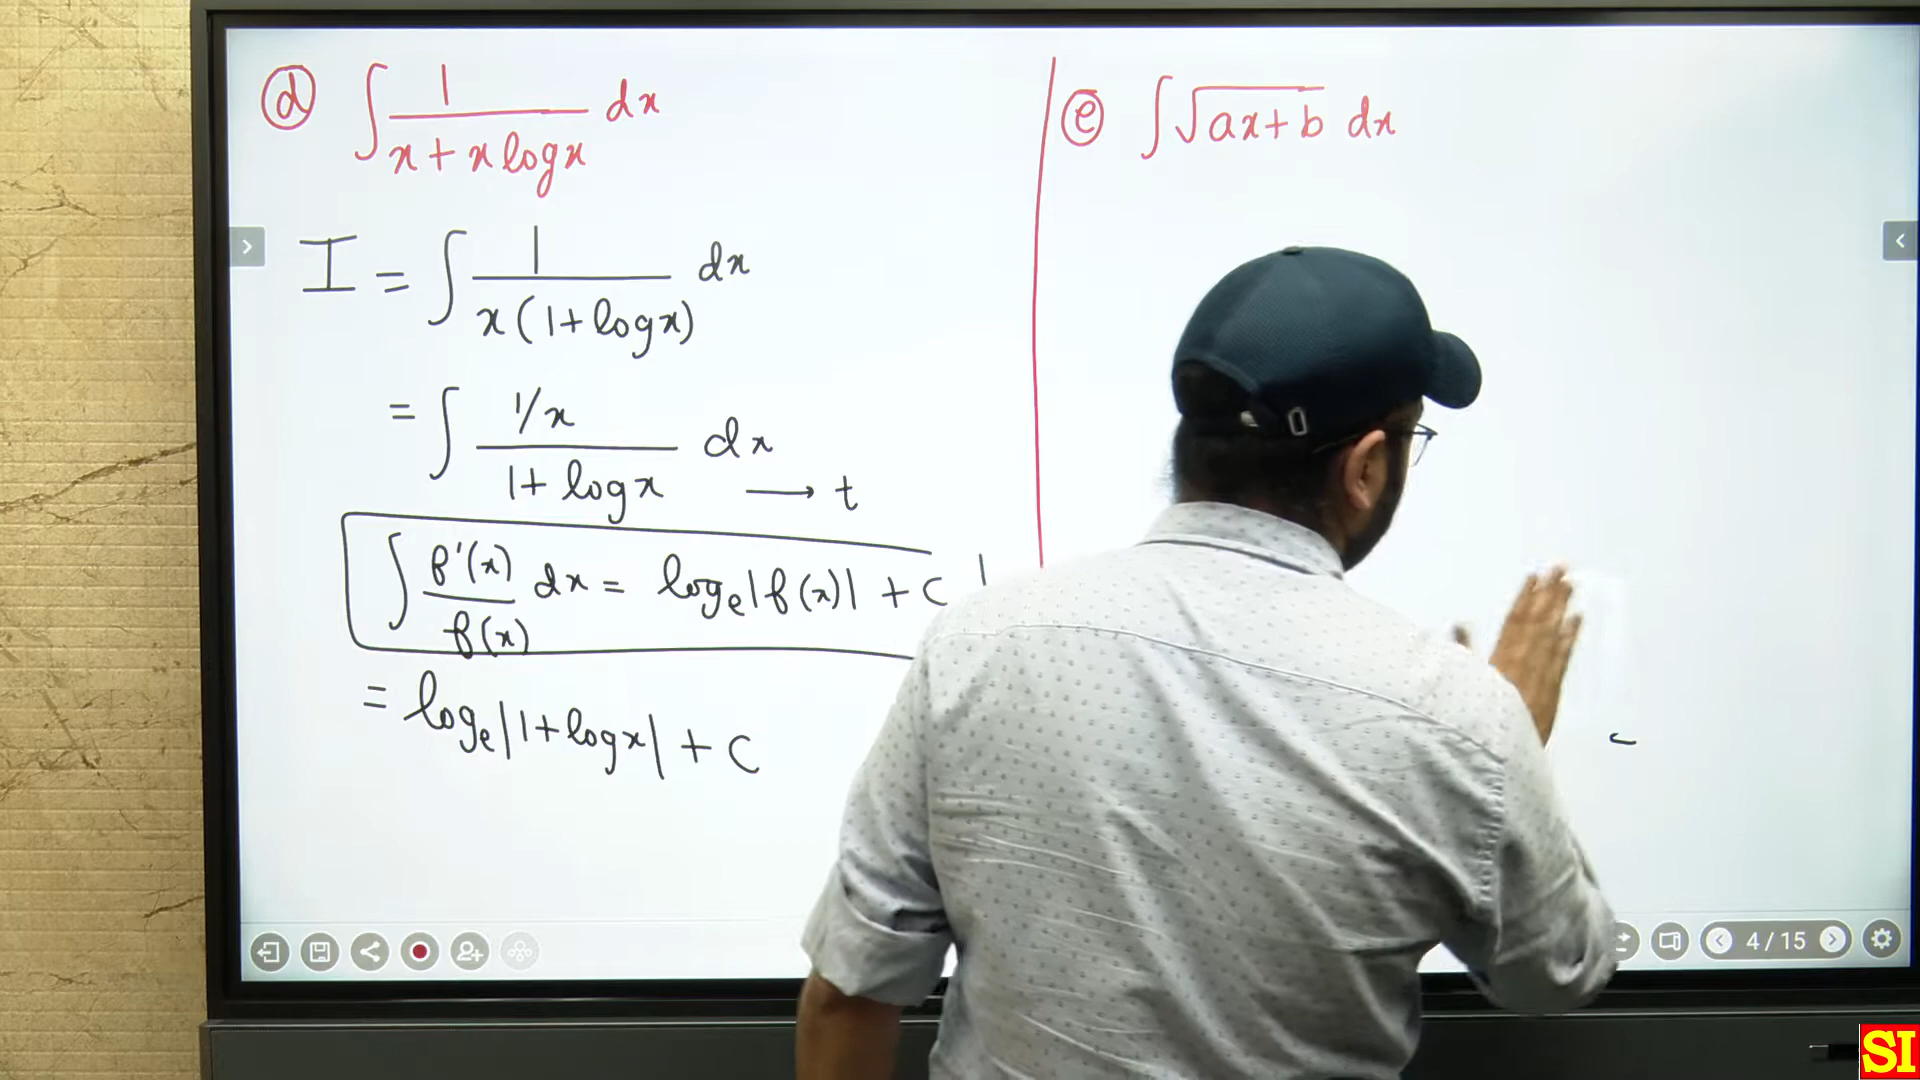 ⓓ ∫ 1/(x + x log x) dx
I = ∫ 1/(x(1+log x)) dx
= ∫ (1/x)/(1+ log x) dx → t
∫ f'(x)/f(x) dx = logₑ|f(x)| + C
= logₑ|1+log x| + C
ⓔ ∫ √(ax+b) dx
4/15
SI